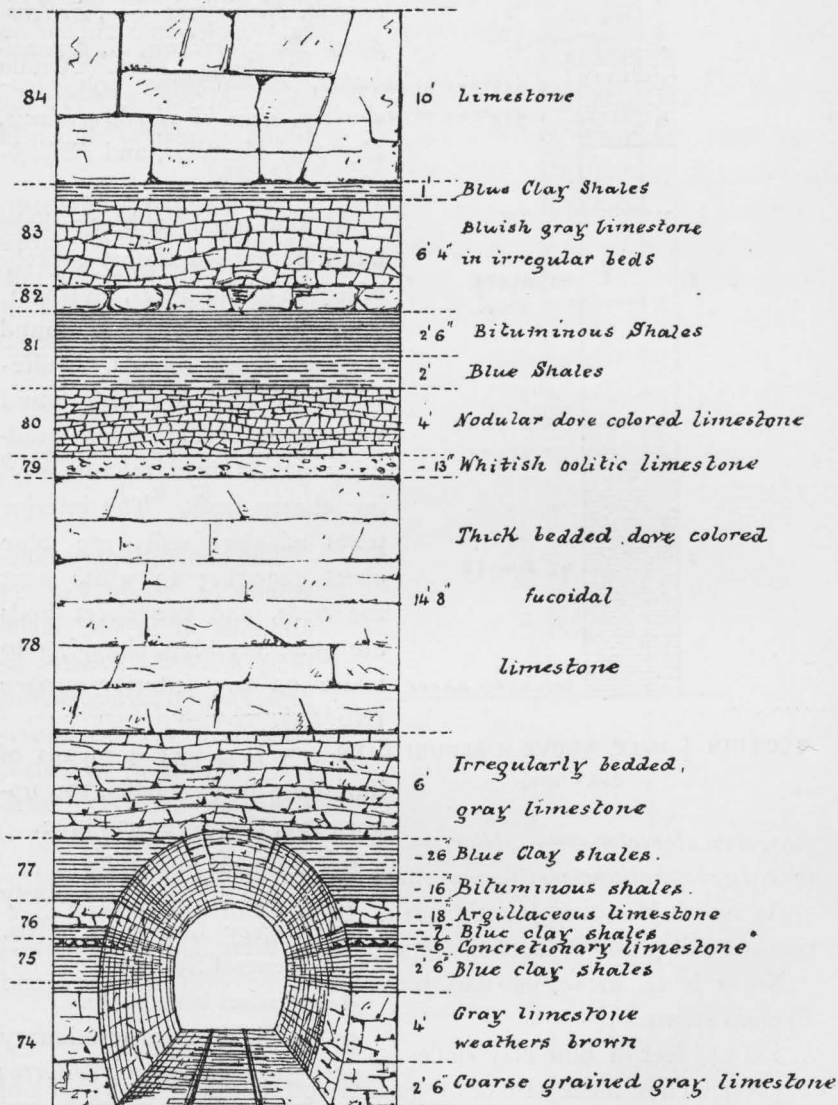 84 10' Limestone
1' Blue Clay Shales
83 Bluish gray limestone
6' 4" in irregular beds
82
81 2' 6" Bituminous Shales
2' Blue Shales
80 4' Nodular dove colored limestone
79 - 13" Whitish oolitic limestone
Thick bedded dove colored
14' 8" fucoidal
78 limestone
Irregularly bedded,
6'
gray limestone
77 - 26" Blue Clay shales.
- 16" Bituminous shales.
76 - 18" Argillaceous limestone
- 7" Blue clay shales
- 6" Concretionary limestone
75 2' 6" Blue clay shales
Gray limestone
4'
74 weathers brown
2' 6" Coarse grained gray limestone